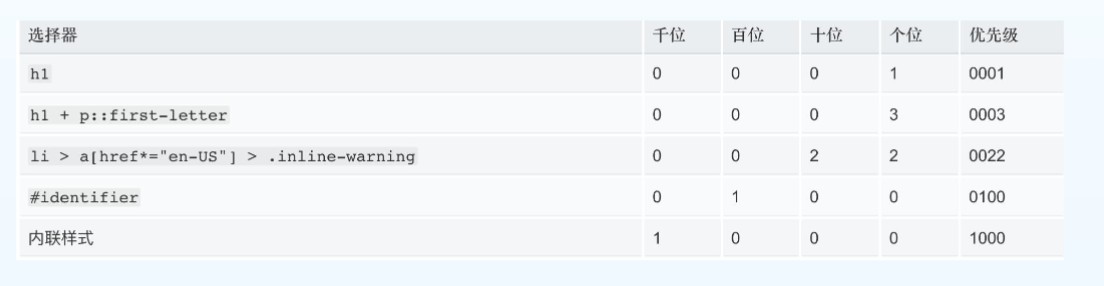 选择器 千位 百位 十位 个位 优先级
h1 0 0 0 1 0001
h1 + p::first-letter 0 0 0 3 0003
li > a[href*="en-US"] > .inline-warning 0 0 2 2 0022
#identifier 0 1 0 0 0100
内联样式 1 0 0 0 1000